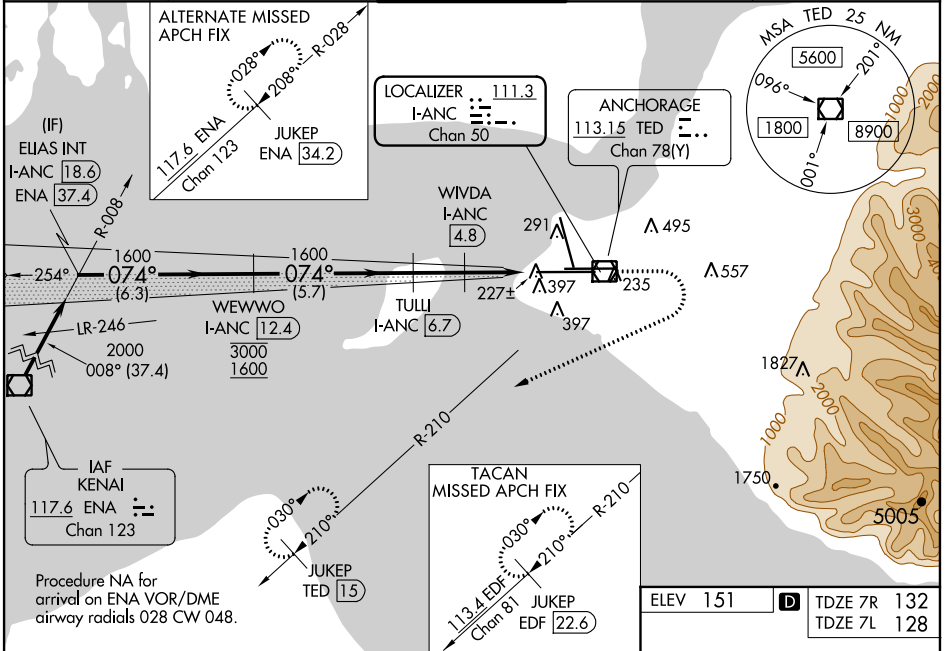 ALTERNATE MISSED
APCH FIX
028°
208°
R-028
117.6 ENA
Chan 123
JUKEP
ENA 34.2
LOCALIZER 111.3
I-ANC
Chan 50
ANCHORAGE
113.15 TED
Chan 78(Y)
MSA TED 25 NM
5600
096°
201°
1800
8900
001°
(IF)
ELIAS INT
I-ANC 18.6
ENA 37.4
R-008
WIVDA
I-ANC
4.8
291
495
557
254°
1600
074°
(6.3)
1600
074°
(5.7)
397
235
227±
397
WEWWO
I-ANC 12.4
3000
1600
TULLI
I-ANC 6.7
LR-246
2000
008° (37.4)
1827
1000
2000
3000
1000
2000
1750
5005
IAF
KENAI
117.6 ENA
Chan 123
R-210
030°
210°
JUKEP
TED 15
TACAN
MISSED APCH FIX
R-210
030°
210°
113.4 EDF
Chan 81
JUKEP
EDF 22.6
Procedure NA for
arrival on ENA VOR/DME
airway radials 028 CW 048.
ELEV 151
D
TDZE 7R 132
TDZE 7L 128